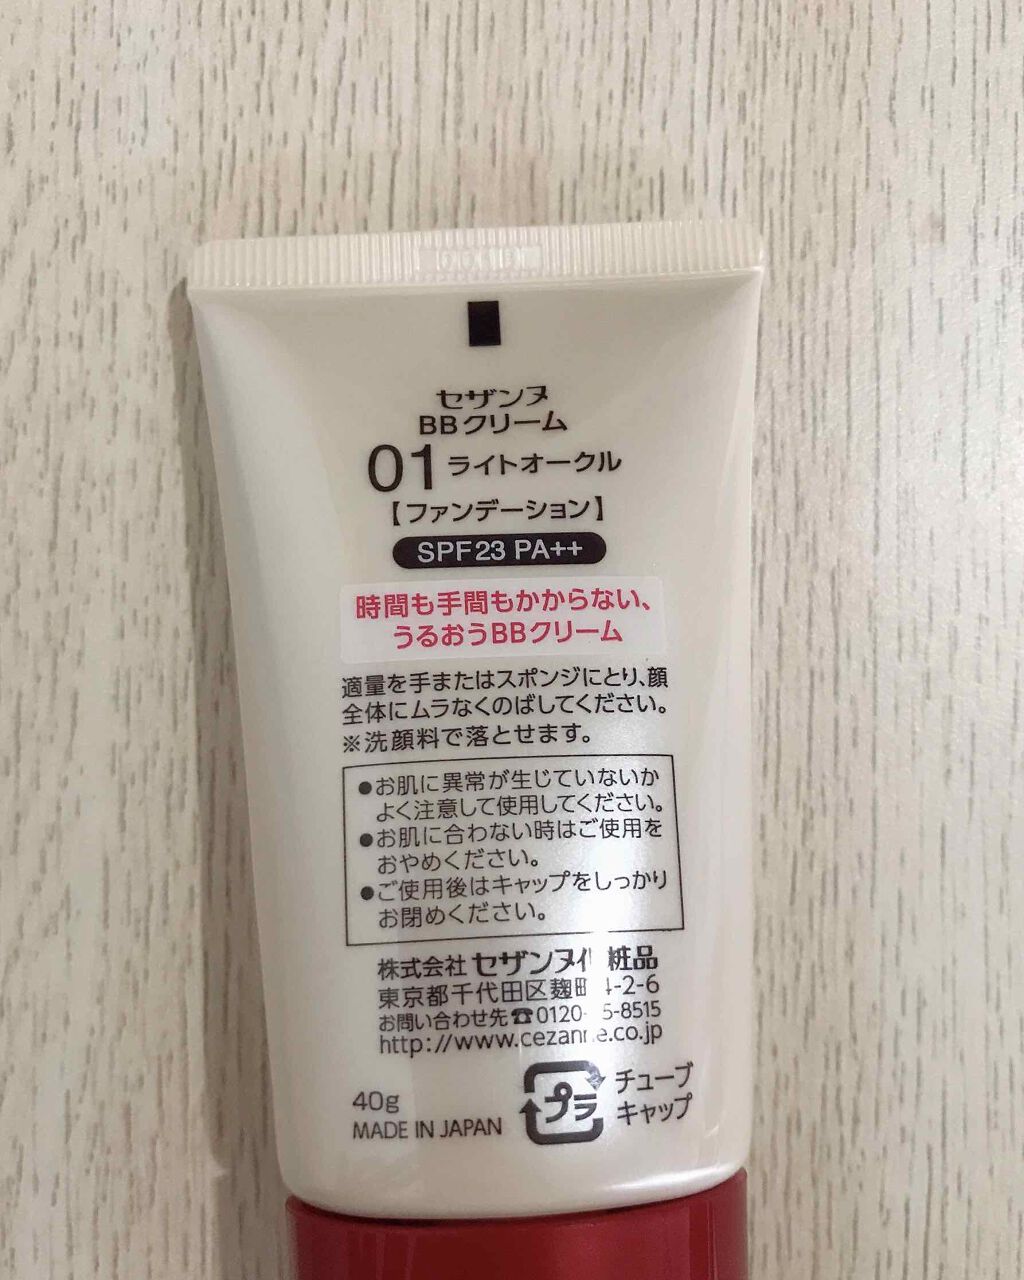 セザンヌ
BBクリーム
01 ライトオークル
【ファンデーション】
SPF23 PA++
時間も手間もかからない、
うるおうBBクリーム
適量を手またはスポンジにとり、顔
全体にムラなくのばしてください。
※洗顔料で落とせます。
●お肌に異常が生じていないか
よく注意して使用してください。
●お肌に合わない時はご使用を
おやめください。
●ご使用後はキャップをしっかり
お閉めください。
株式会社 セザンヌ化粧品
東京都千代田区麹町4-2-6
お問い合わせ先☎0120- 5-8515
http://www.cezanne.co.jp
チューブ
プラ
キャップ
40g
MADE IN JAPAN